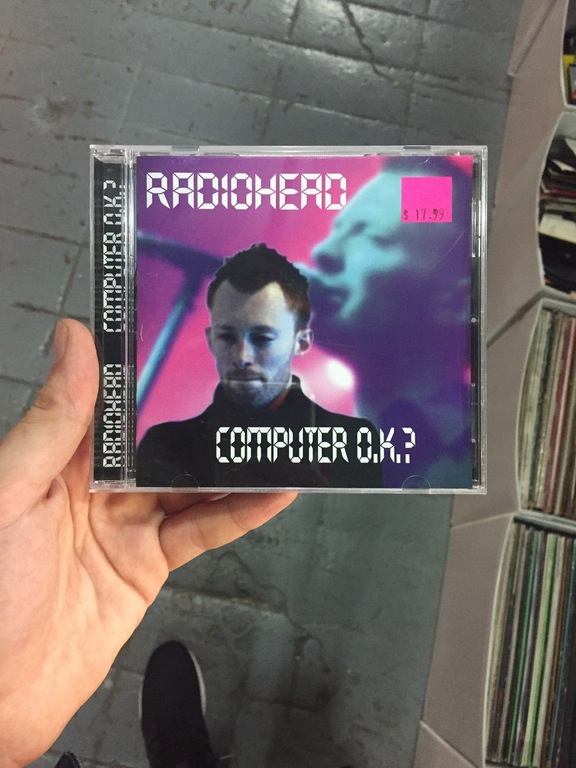 RADIOHEAD
$ 17.99
COMPUTER O.K.?
RADIOHEAD COMPUTER O.K.?